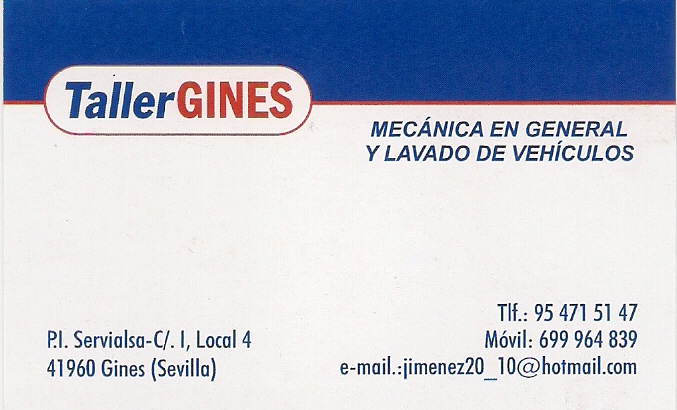 TallerGINES
MECÁNICA EN GENERAL
Y LAVADO DE VEHÍCULOS
P.I. Servialsa-C/. I, Local 4
41960 Gines (Sevilla)
Tlf.: 95 471 51 47
Móvil: 699 964 839
e-mail.:jimenez20_10@hotmail.com